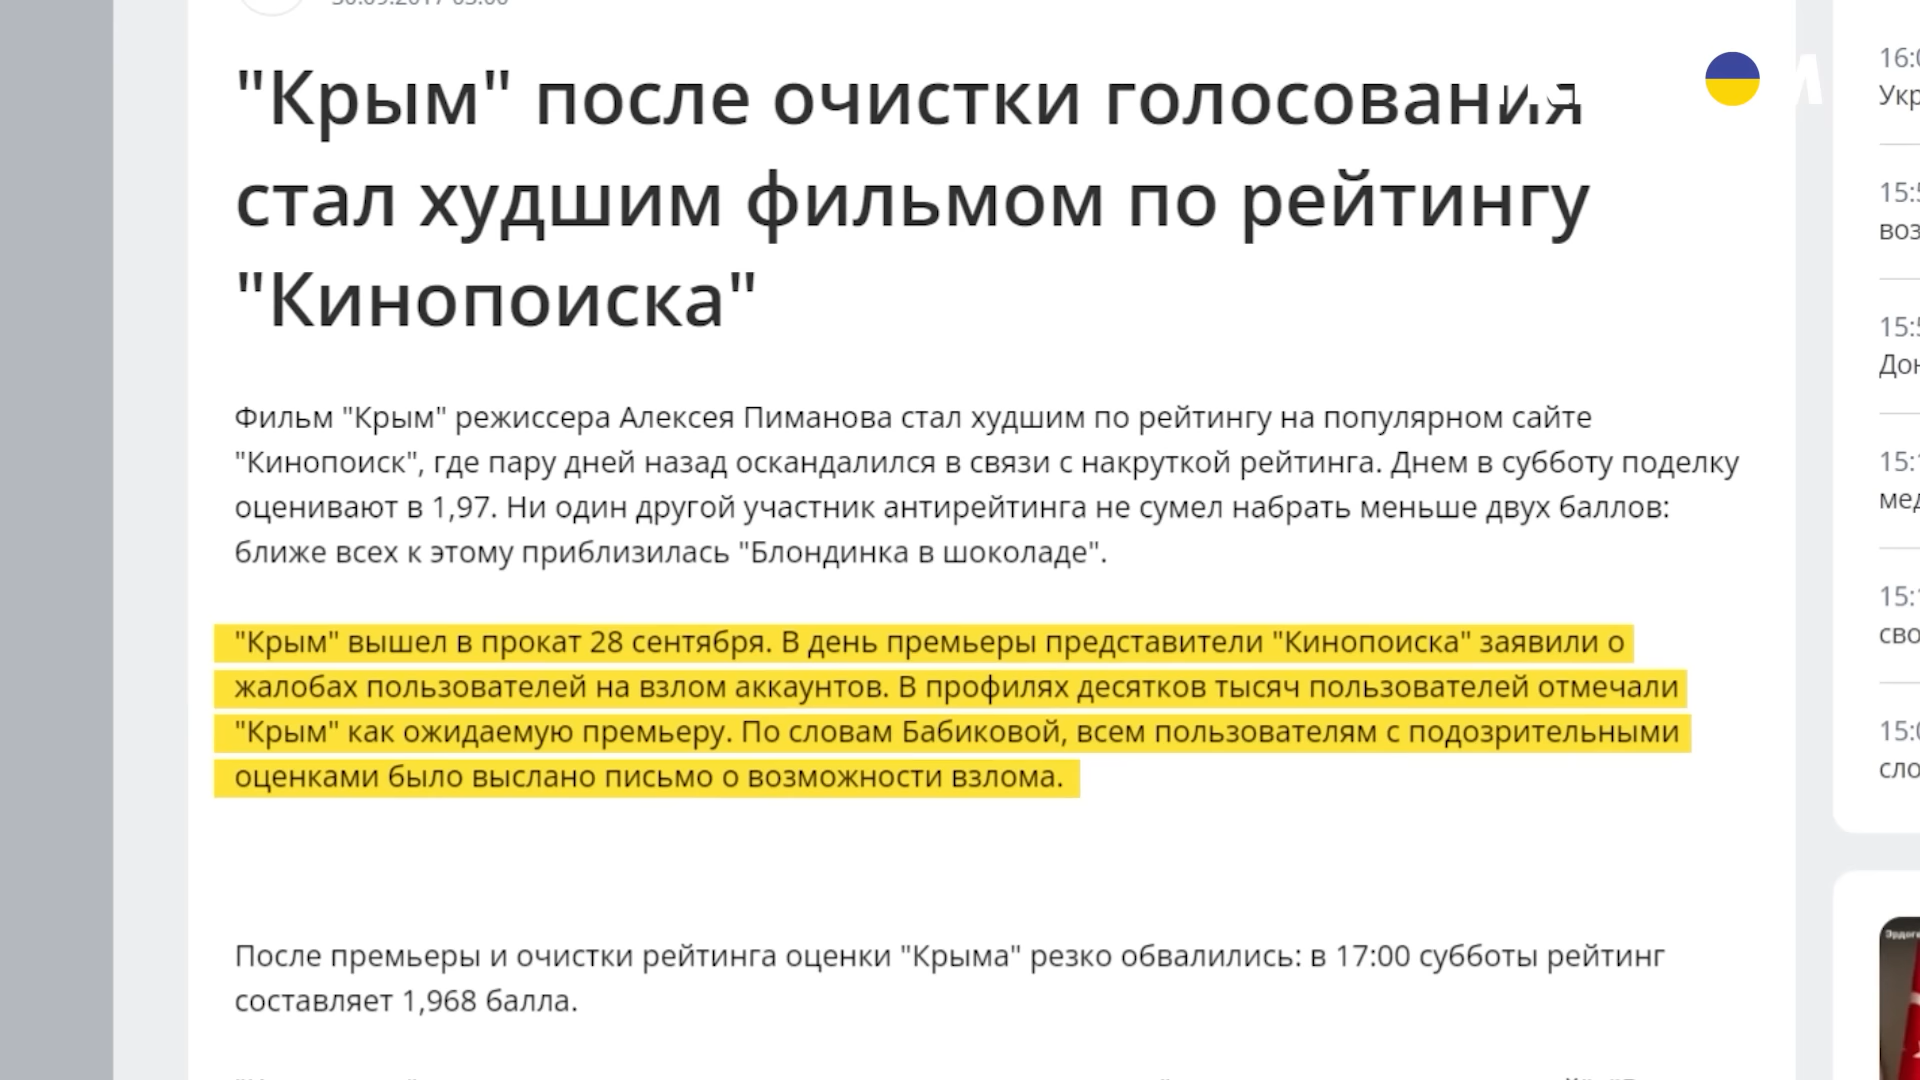 "Крым" после очистки голосования
стал худшим фильмом по рейтингу
"Кинопоиска"
Фильм "Крым" режиссера Алексея Пиманова стал худшим по рейтингу на популярном сайте
"Кинопоиск", где пару дней назад оскандалился в связи с накруткой рейтинга. Днем в субботу поделку
оценивают в 1,97. Ни один другой участник антирейтинга не сумел набрать меньше двух баллов:
ближе всех к этому приблизилась "Блондинка в шоколаде".
"Крым" вышел в прокат 28 сентября. В день премьеры представители "Кинопоиска" заявили о
жалобах пользователей на взлом аккаунтов. В профилях десятков тысяч пользователей отмечали
"Крым" как ожидаемую премьеру. По словам Бабиковой, всем пользователям с подозрительными
оценками было выслано письмо о возможности взлома.
После премьеры и очистки рейтинга оценки "Крыма" резко обвалились: в 17:00 субботы рейтинг
составляет 1,968 балла.